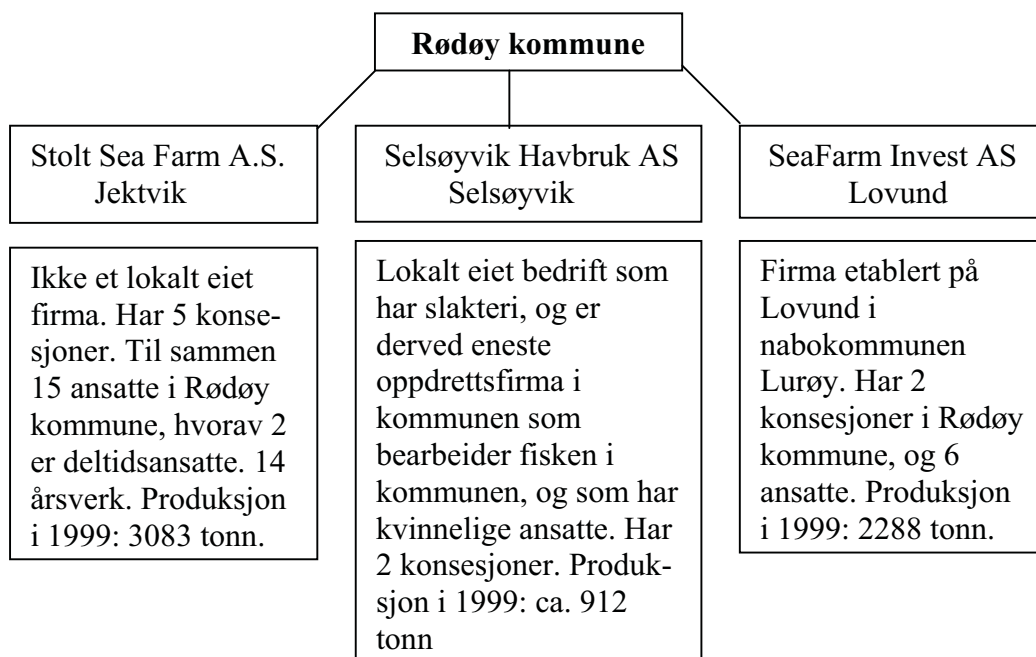 Rødøy kommune
Stolt Sea Farm A.S.
Jektvik
Selsøyvik Havbruk AS
Selsøyvik
SeaFarm Invest AS
Lovund
Ikke et lokalt eiet
firma. Har 5 konse-
sjoner. Til sammen
15 ansatte i Rødøy
kommune, hvorav 2
er deltidsansatte. 14
årsverk. Produksjon
i 1999: 3083 tonn.
Lokalt eiet bedrift som
har slakteri, og er
derved eneste
oppdrettsfirma i
kommunen som
bearbeider fisken i
kommunen, og som har
kvinnelige ansatte. Har
2 konsesjoner. Produk-
sjon i 1999: ca. 912
tonn
Firma etablert på
Lovund i
nabokommunen
Lurøy. Har 2
konsesjoner i Rødøy
kommune, og 6
ansatte. Produksjon
i 1999: 2288 tonn.